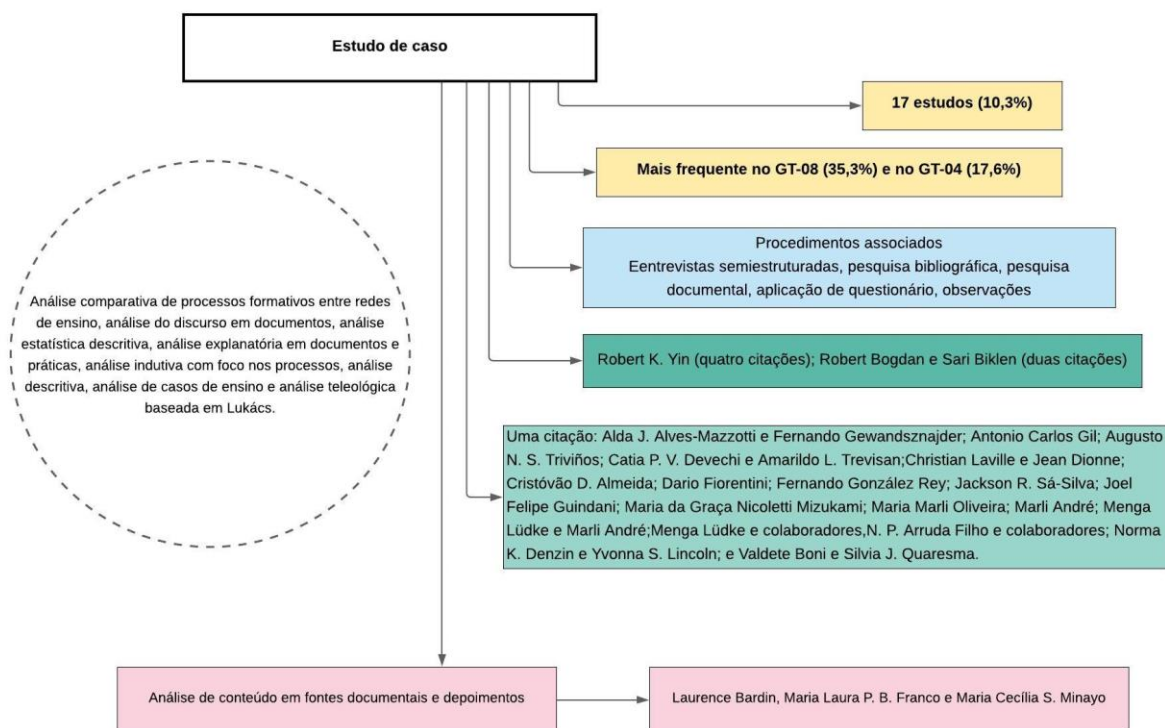 Estudo de caso
17 estudos (10,3%)
Mais frequente no GT-08 (35,3%) e no GT-04 (17,6%)
Procedimentos associados
Eentrevistas semiestruturadas, pesquisa bibliográfica, pesquisa
documental, aplicação de questionário, observações
Análise comparativa de processos formativos entre redes
de ensino, análise do discurso em documentos, análise
estatística descritiva, análise explanatória em documentos e
práticas, análise indutiva com foco nos processos, análise
descritiva, análise de casos de ensino e análise teleológica
baseada em Lukács.
Robert K. Yin (quatro citações); Robert Bogdan e Sari Biklen (duas citações)
Uma citação: Alda J. Alves-Mazzotti e Fernando Gewandsznajder; Antonio Carlos Gil; Augusto
N. S. Triviños; Catia P. V. Devechi e Amarildo L. Trevisan;Christian Laville e Jean Dionne;
Cristóvão D. Almeida; Dario Fiorentini; Fernando González Rey; Jackson R. Sá-Silva; Joel
Felipe Guindani; Maria da Graça Nicoletti Mizukami; Maria Marli Oliveira; Marli André; Menga
Lüdke e Marli André;Menga Lüdke e colaboradores,N. P. Arruda Filho e colaboradores; Norma
K. Denzin e Yvonna S. Lincoln; e Valdete Boni e Silvia J. Quaresma.
Análise de conteúdo em fontes documentais e depoimentos
Laurence Bardin, Maria Laura P. B. Franco e Maria Cecília S. Minayo